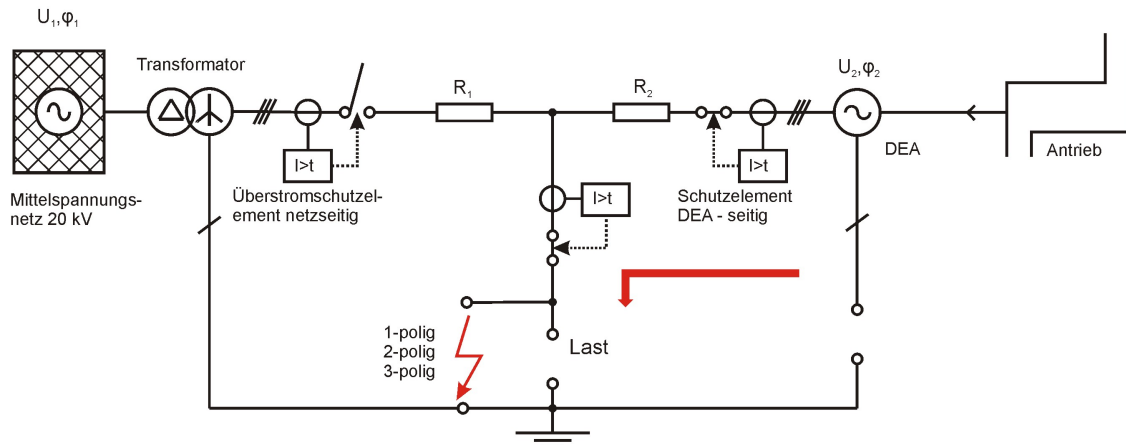 U₁,φ₁
Transformator
R₁
R₂
U₂,φ₂
I>t
I>t
I>t
DEA
Antrieb
Mittelspannungs-
netz 20 kV
Überstromschutzel-
ement netzseitig
Schutzelement
DEA - seitig
1-polig
2-polig
3-polig
Last